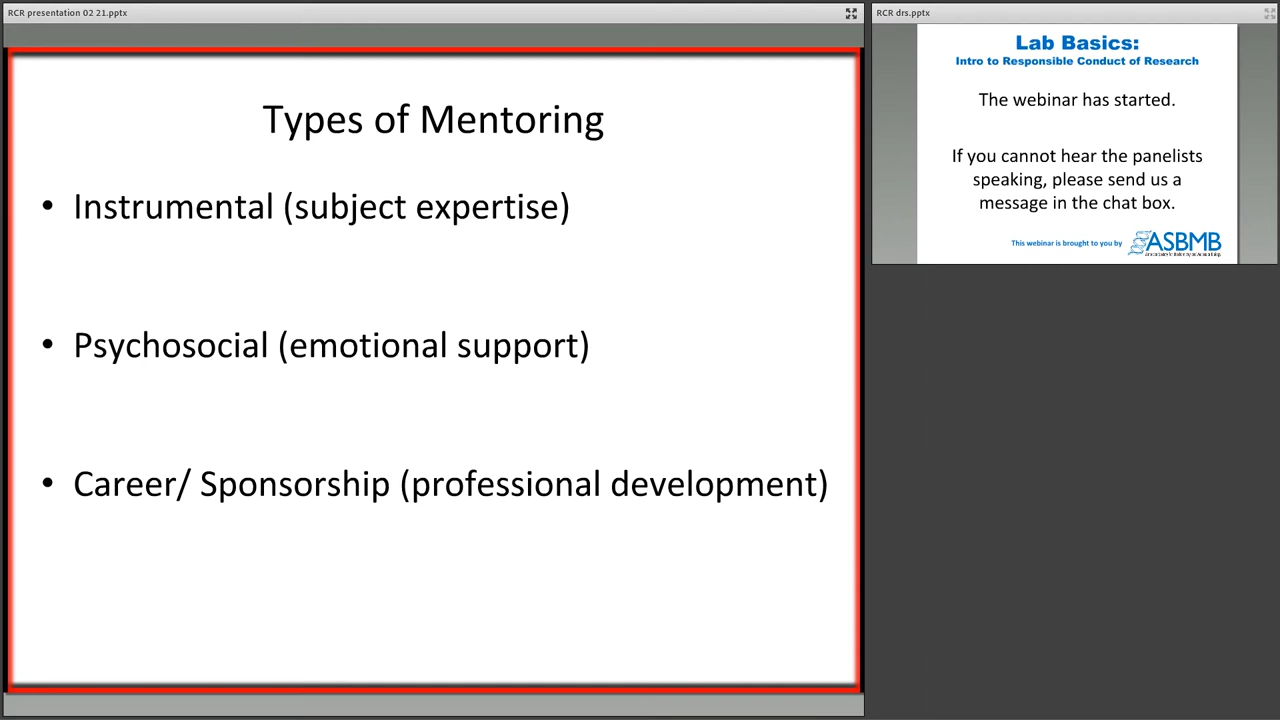 RCR presentation 02 21.pptx
Types of Mentoring
• Instrumental (subject expertise)
• Psychosocial (emotional support)
• Career/ Sponsorship (professional development)
RCR drs.pptx
Lab Basics:
Intro to Responsible Conduct of Research
The webinar has started.
If you cannot hear the panelists
speaking, please send us a
message in the chat box.
This webinar is brought to you by
ASBMB